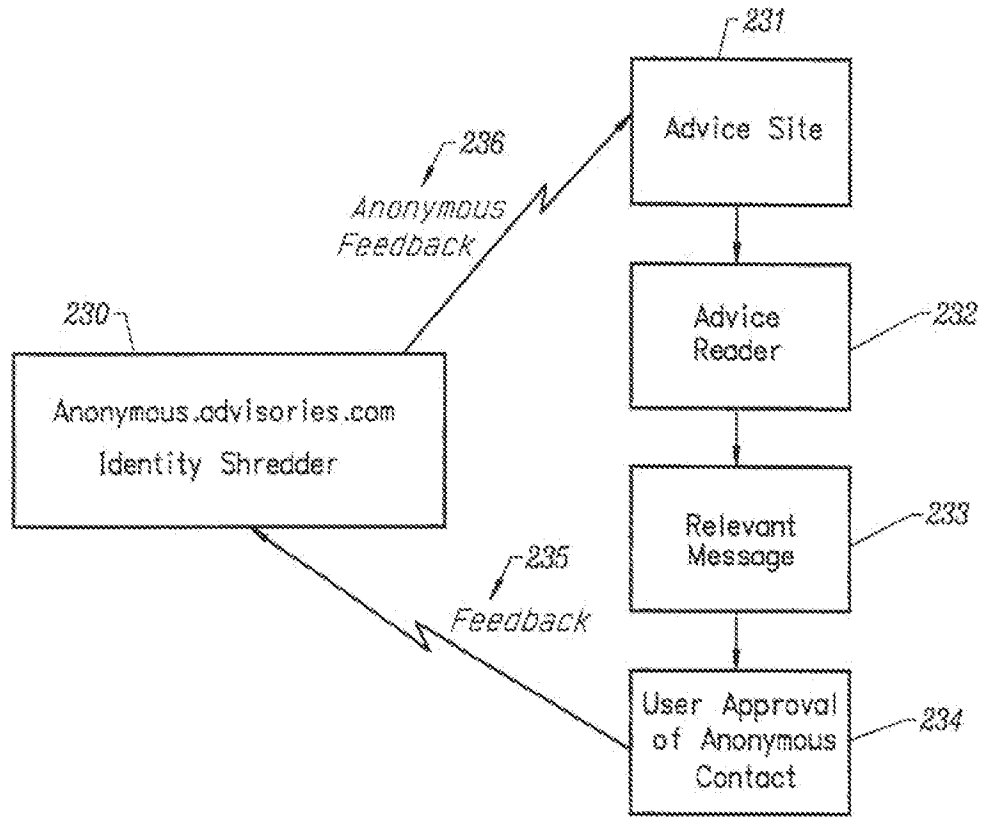 231
Advice Site
236
Anonymous
Feedback
230
Anonymous.advisories.com
Identity Shredder
Advice
Reader
232
Relevant
Message
233
235
Feedback
User Approval
of Anonymous
Contact
234